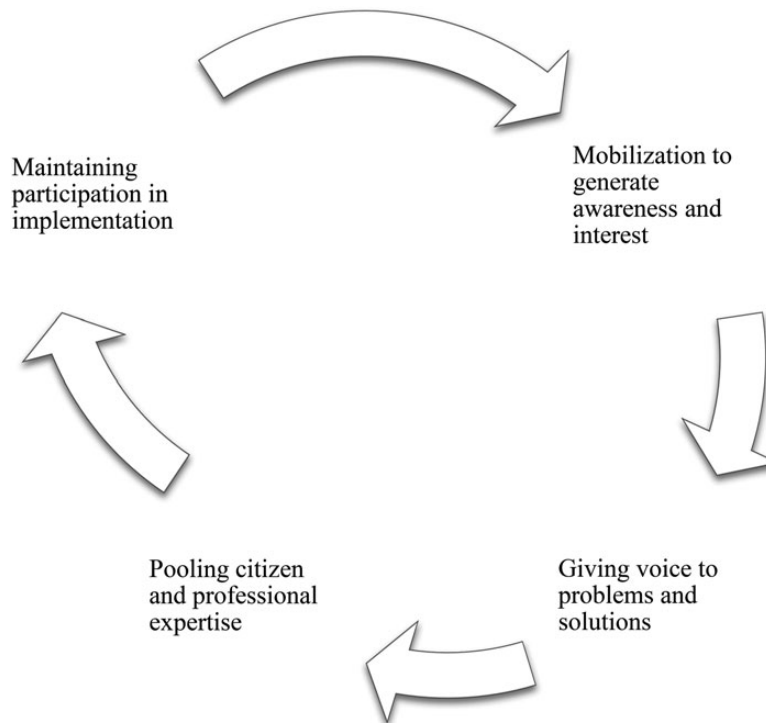 Maintaining
participation in
implementation
Mobilization to
generate
awareness and
interest
Pooling citizen
and professional
expertise
Giving voice to
problems and
solutions